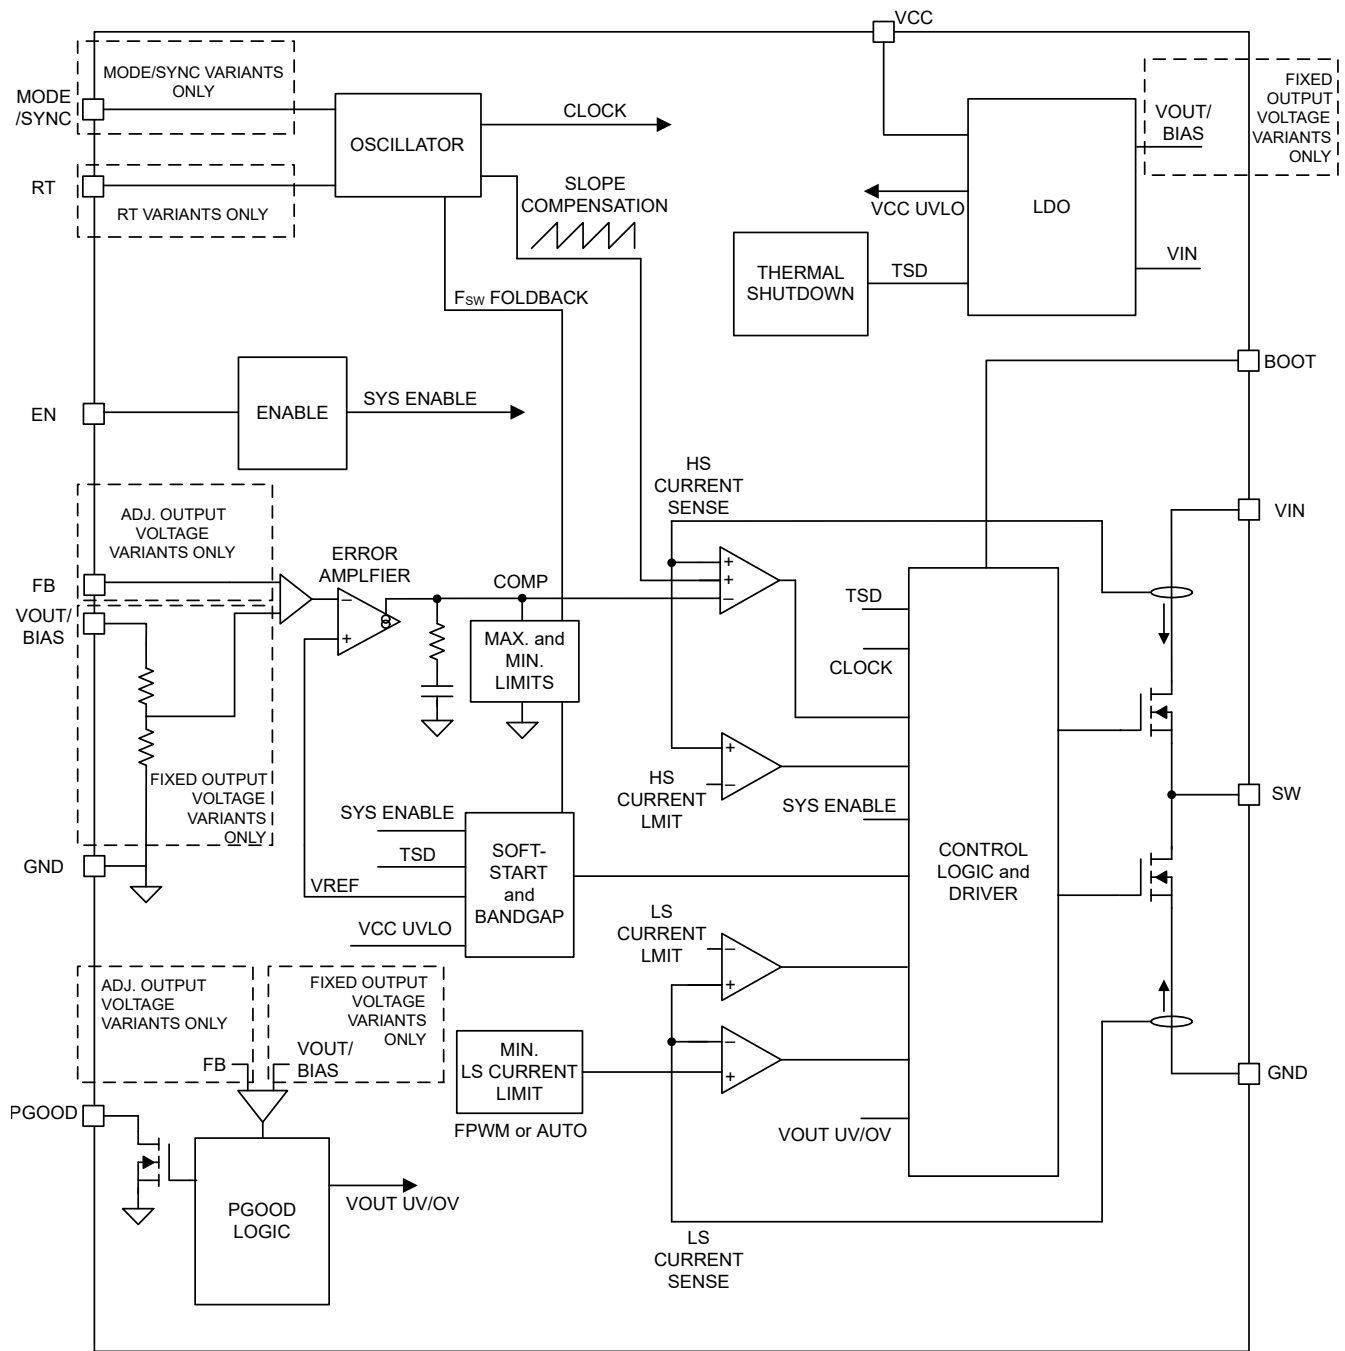 VCC
MODE/SYNC VARIANTS
ONLY
MODE
/SYNC
OSCILLATOR
CLOCK
FIXED
OUTPUT
VOLTAGE
VARIANTS
ONLY
VOUT/
BIAS
RT
RT VARIANTS ONLY
SLOPE
COMPENSATION
VCC UVLO
LDO
THERMAL
SHUTDOWN
TSD
VIN
FSW FOLDBACK
BOOT
EN
ENABLE
SYS ENABLE
HS
CURRENT
SENSE
VIN
ADJ. OUTPUT
VOLTAGE
VARIANTS ONLY
FB
ERROR
AMPLFIER
COMP
−
+
+
+
−
VOUT/
BIAS
MAX. and
MIN.
LIMITS
TSD
CLOCK
FIXED OUTPUT
VOLTAGE
VARIANTS
ONLY
+
−
HS
CURRENT
LMIT
SYS ENABLE
SW
SYS ENABLE
TSD
VREF
VCC UVLO
SOFT-
START
and
BANDGAP
CONTROL
LOGIC and
DRIVER
GND
LS
CURRENT
LMIT
−
+
ADJ. OUTPUT
VOLTAGE
VARIANTS ONLY
FB
FIXED OUTPUT
VOLTAGE
VARIANTS
ONLY
VOUT/
BIAS
MIN.
LS CURRENT
LIMIT
FPWM or AUTO
−
+
GND
PGOOD
VOUT UV/OV
PGOOD
LOGIC
VOUT UV/OV
LS
CURRENT
SENSE